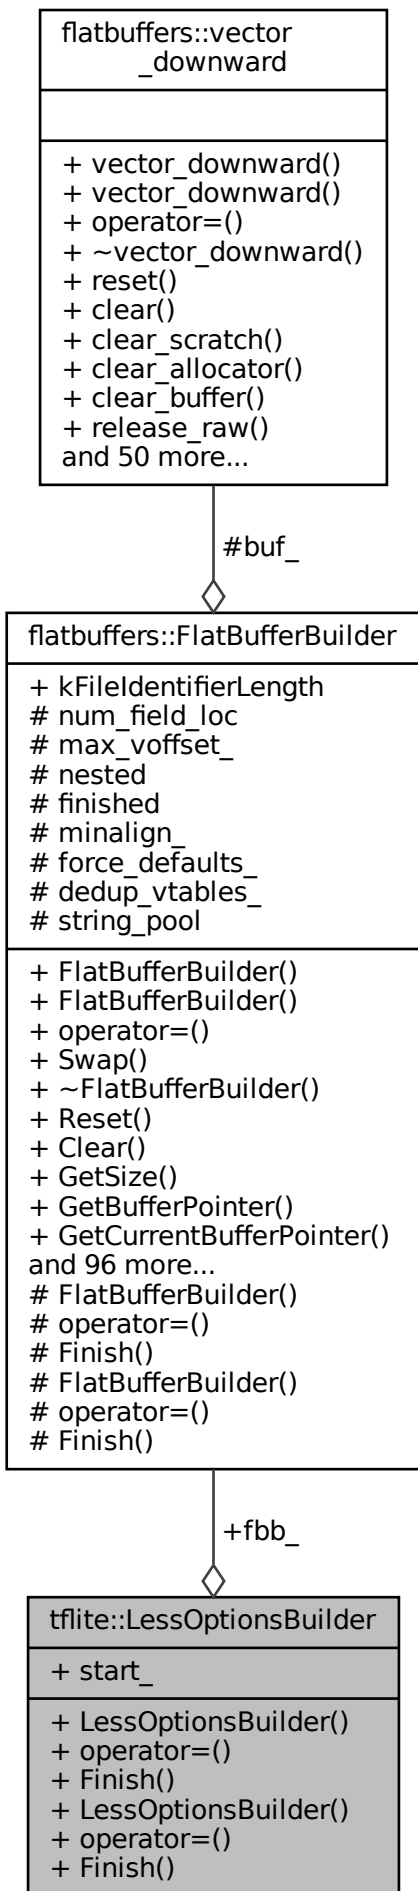 flatbuffers::vector
_downward
+ vector_downward()
+ vector_downward()
+ operator=()
+ ~vector_downward()
+ reset()
+ clear()
+ clear_scratch()
+ clear_allocator()
+ clear_buffer()
+ release_raw()
and 50 more...
#buf_
flatbuffers::FlatBufferBuilder
+ kFileIdentifierLength
# num_field_loc
# max_voffset_
# nested
# finished
# minalign_
# force_defaults_
# dedup_vtables_
# string_pool
+ FlatBufferBuilder()
+ FlatBufferBuilder()
+ operator=()
+ Swap()
+ ~FlatBufferBuilder()
+ Reset()
+ Clear()
+ GetSize()
+ GetBufferPointer()
+ GetCurrentBufferPointer()
and 96 more...
# FlatBufferBuilder()
# operator=()
# Finish()
# FlatBufferBuilder()
# operator=()
# Finish()
+fbb_
tflite::LessOptionsBuilder
+ start_
+ LessOptionsBuilder()
+ operator=()
+ Finish()
+ LessOptionsBuilder()
+ operator=()
+ Finish()